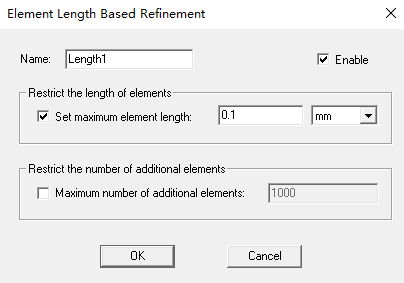 Element Length Based Refinement
Name: Length1 Enable
Restrict the length of elements
Set maximum element length: 0.1 mm
Restrict the number of additional elements
Maximum number of additional elements: 1000
OK Cancel